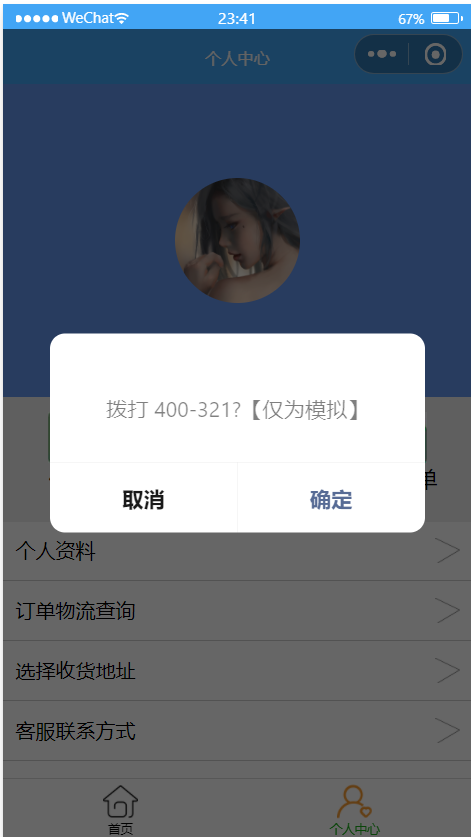 WeChat 23:41 67%
个人中心
拨打 400-321?【仅为模拟】
单
取消 确定
个人资料
订单物流查询
选择收货地址
客服联系方式
首页 个人中心